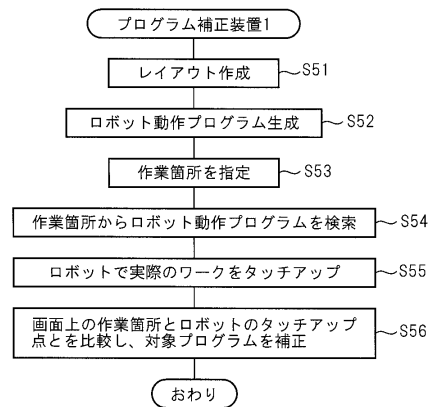 プログラム補正装置1
レイアウト作成
S51
ロボット動作プログラム生成
S52
作業箇所を指定
S53
作業箇所からロボット動作プログラムを検索
S54
ロボットで実際のワークをタッチアップ
S55
画面上の作業箇所とロボットのタッチアップ
点とを比較し、対象プログラムを補正
S56
おわり